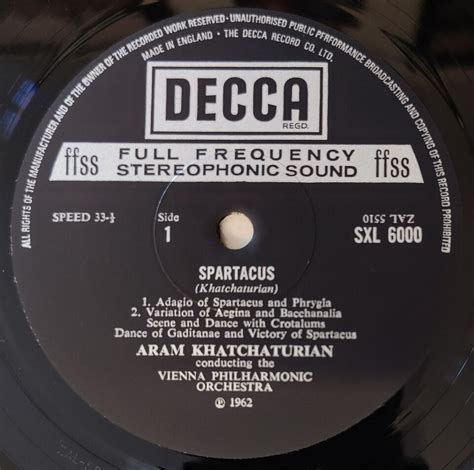 ALL RIGHTS OF THE MANUFACTURER AND OF THE OWNER OF THE RECORDED WORK RESERVED · UNAUTHORISED PUBLIC PERFORMANCE BROADCASTING AND COPYING OF THIS RECORD PROHIBITED
MADE IN ENGLAND · THE DECCA RECORD CO. LTD.
DECCA
REGD.
ffss FULL FREQUENCY STEREOPHONIC SOUND ffss
SPEED 33-⅓
Side
1
ZAL 5510
SXL 6000
SPARTACUS
(Khatchaturian)
1. Adagio of Spartacus and Phrygia
2. Variation of Aegina and Bacchanalia
Scene and Dance with Crotalums
Dance of Gaditanae and Victory of Spartacus
ARAM KHATCHATURIAN
conducting the
VIENNA PHILHARMONIC
ORCHESTRA
℗ 1962